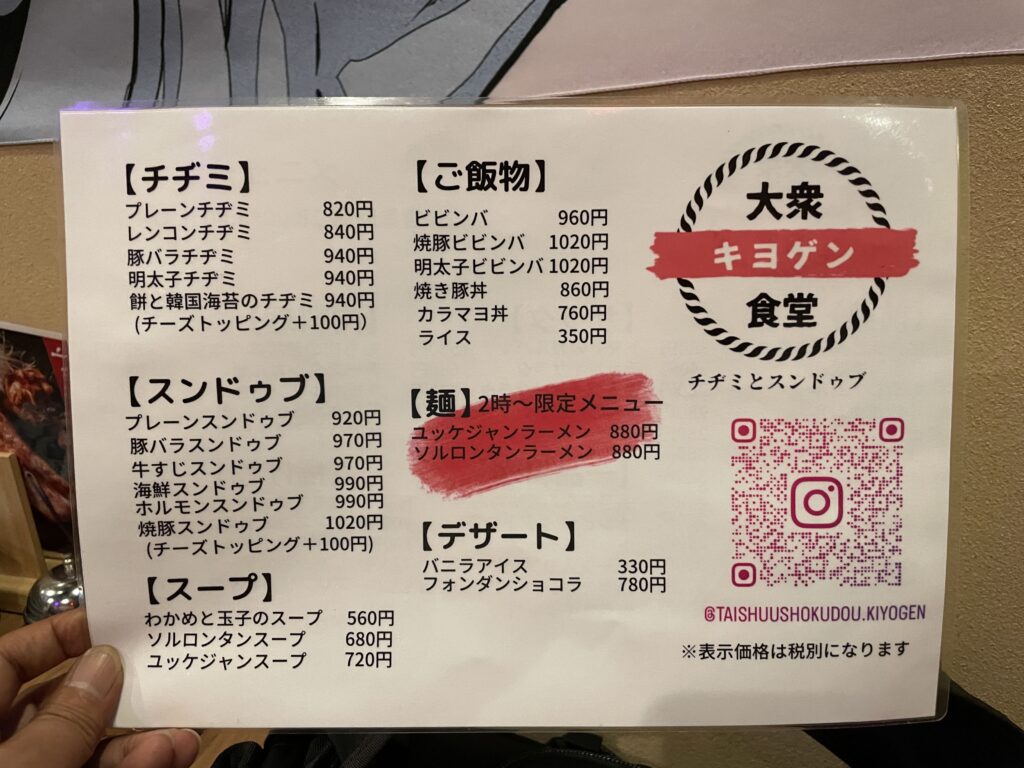 【チヂミ】
プレーンチヂミ 820円
レンコンチヂミ 840円
豚バラチヂミ 940円
明太子チヂミ 940円
餅と韓国海苔のチヂミ 940円
(チーズトッピング＋100円)
【スンドゥブ】
プレーンスンドゥブ 920円
豚バラスンドゥブ 970円
牛すじスンドゥブ 970円
海鮮スンドゥブ 990円
ホルモンスンドゥブ 990円
焼豚スンドゥブ 1020円
(チーズトッピング＋100円)
【スープ】
わかめと玉子のスープ 560円
ソルロンタンスープ 680円
ユッケジャンスープ 720円
【ご飯物】
ビビンバ 960円
焼豚ビビンバ 1020円
明太子ビビンバ 1020円
焼き豚丼 860円
カラマヨ丼 760円
ライス 350円
【麺】2時～限定メニュー
ユッケジャンラーメン 880円
ソルロンタンラーメン 880円
【デザート】
バニラアイス 330円
フォンダンショコラ 780円
大衆
キヨゲン
食堂
チヂミとスンドゥブ
@TAISHUUSHOKUDOU.KIYOGEN
※表示価格は税別になります